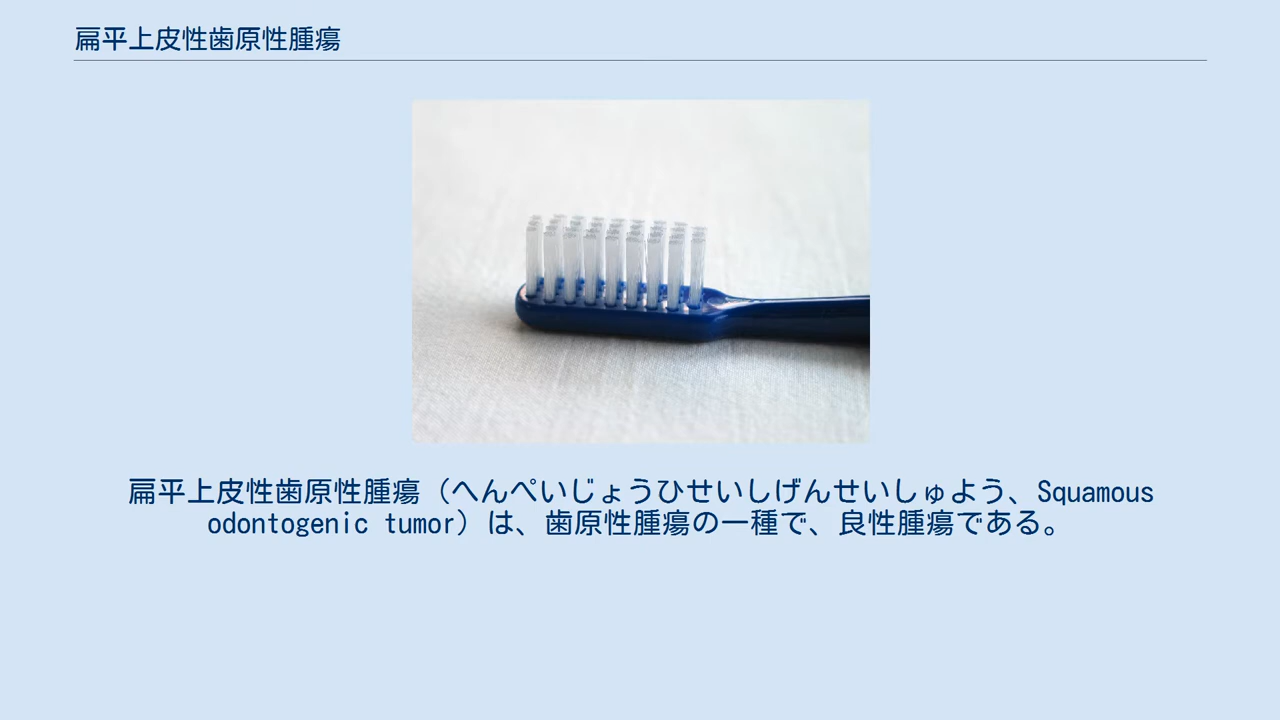 扁平上皮性歯原性腫瘍
扁平上皮性歯原性腫瘍（へんぺいじょうひせいしげんせいしゅよう、Squamous
odontogenic tumor）は、歯原性腫瘍の一種で、良性腫瘍である。